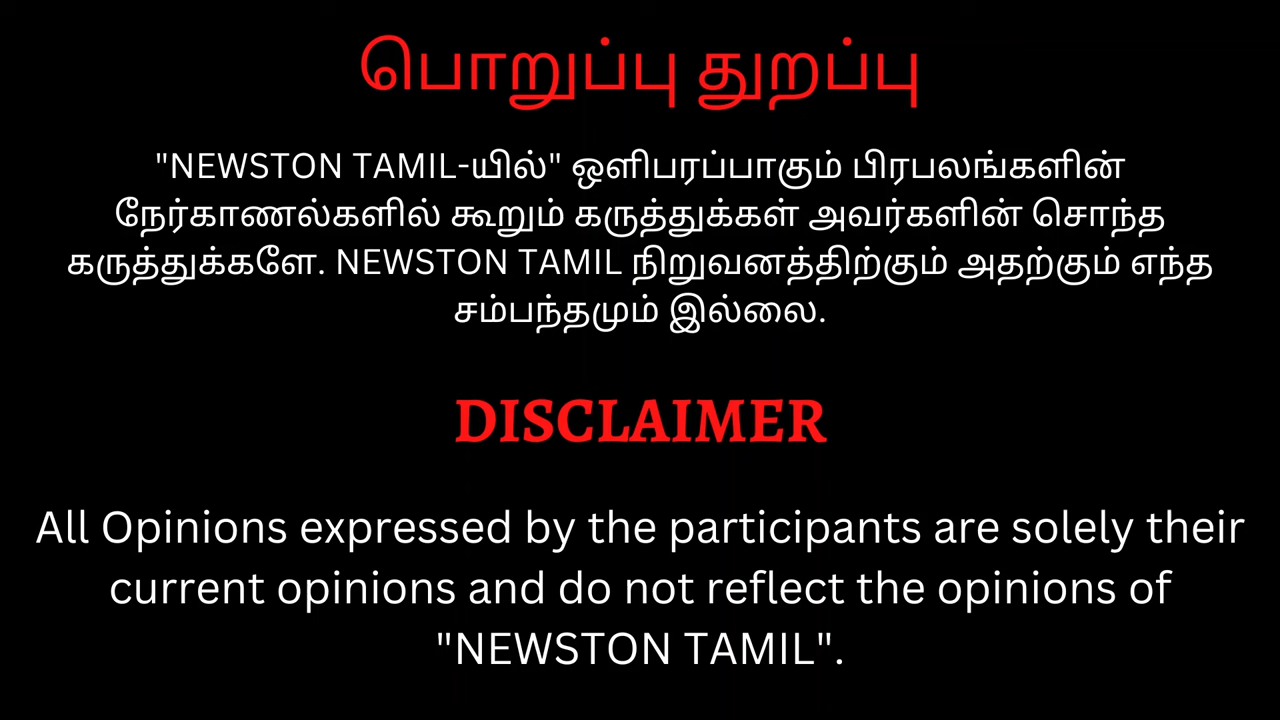 பொறுப்பு துறப்பு
"NEWSTON TAMIL-யில்" ஒளிபரப்பாகும் பிரபலங்களின்
நேர்காணல்களில் கூறும் கருத்துக்கள் அவர்களின் சொந்த
கருத்துக்களே. NEWSTON TAMIL நிறுவனத்திற்கும் அதற்கும் எந்த
சம்பந்தமும் இல்லை.
DISCLAIMER
All Opinions expressed by the participants are solely their
current opinions and do not reflect the opinions of
"NEWSTON TAMIL".